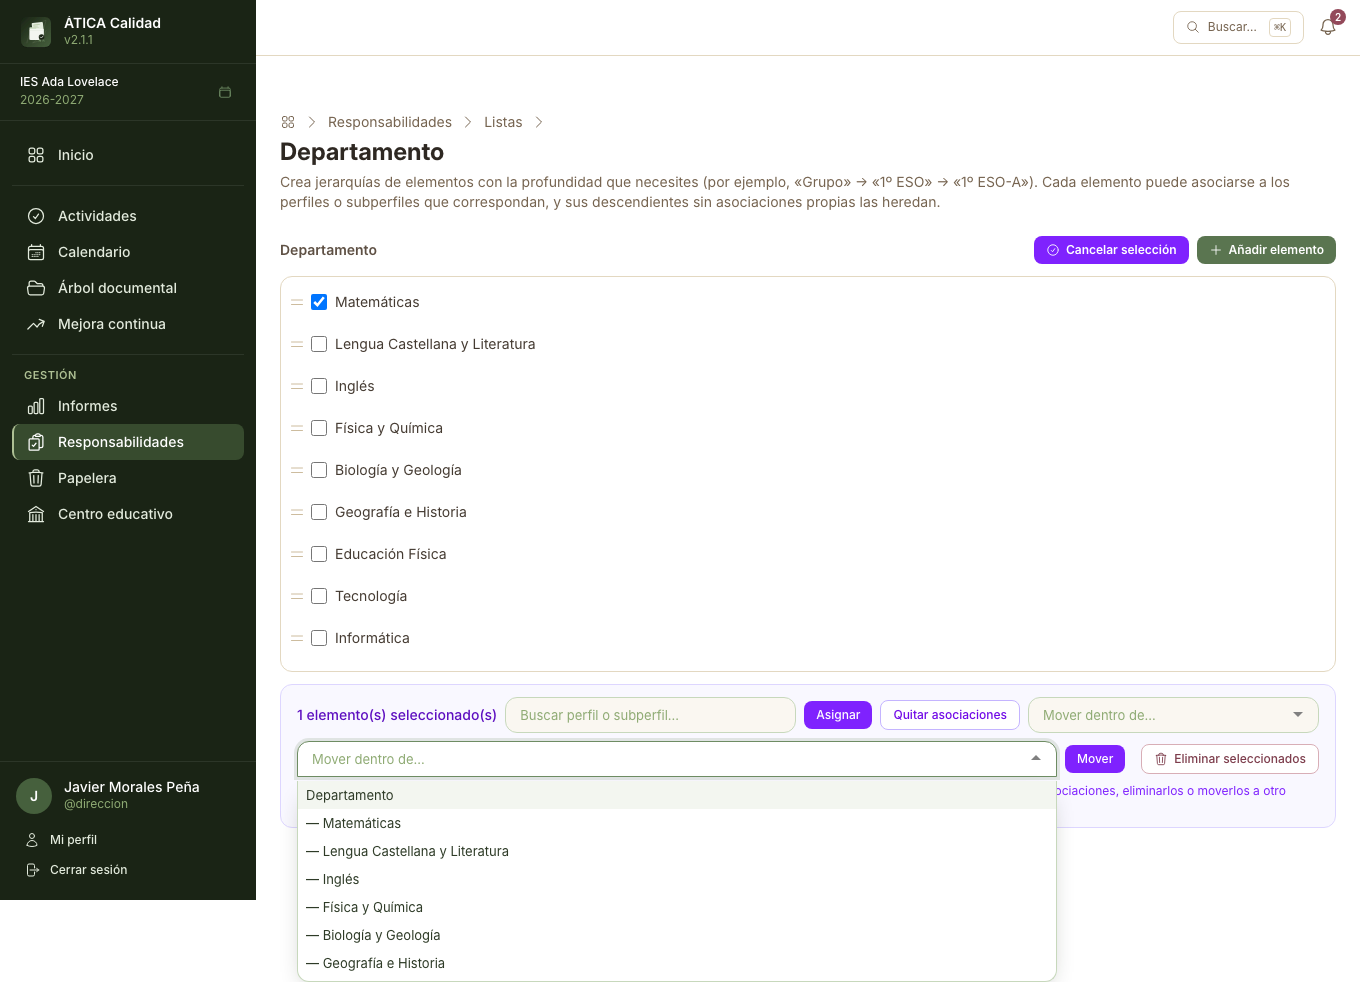 ÁTICA Calidad
v2.1.1
IES Ada Lovelace
2026-2027
Inicio
Actividades
Calendario
Árbol documental
Mejora continua
GESTIÓN
Informes
Responsabilidades
Papelera
Centro educativo
J
Javier Morales Peña
@direccion
Mi perfil
Cerrar sesión
Buscar... ⌘K
2
Responsabilidades Listas
Departamento
Crea jerarquías de elementos con la profundidad que necesites (por ejemplo, «Grupo» → «1º ESO» → «1º ESO-A»). Cada elemento puede asociarse a los
perfiles o subperfiles que correspondan, y sus descendientes sin asociaciones propias las heredan.
Departamento
Cancelar selección
Añadir elemento
Matemáticas
Lengua Castellana y Literatura
Inglés
Física y Química
Biología y Geología
Geografía e Historia
Educación Física
Tecnología
Informática
1 elemento(s) seleccionado(s)
Buscar perfil o subperfil...
Asignar
Quitar asociaciones
Mover dentro de...
Mover dentro de...
Mover
Eliminar seleccionados
ociaciones, eliminarlos o moverlos a otro
Departamento
— Matemáticas
— Lengua Castellana y Literatura
— Inglés
— Física y Química
— Biología y Geología
— Geografía e Historia